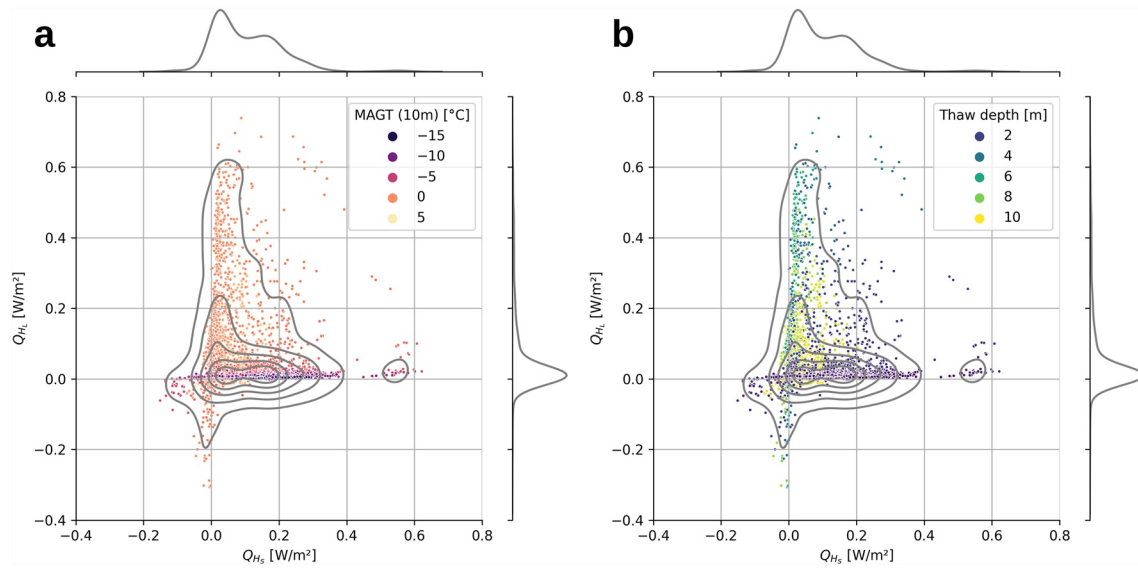 a
0.8
0.6
0.4
0.2
0.0
−0.2
−0.4
Q_{H_L} [W/m²]
MAGT (10m) [°C]
−15
−10
−5
0
5
−0.4 −0.2 0.0 0.2 0.4 0.6 0.8
Q_{H_S} [W/m²]
b
0.8
0.6
0.4
0.2
0.0
−0.2
−0.4
Q_{H_L} [W/m²]
Thaw depth [m]
2
4
6
8
10
−0.4 −0.2 0.0 0.2 0.4 0.6 0.8
Q_{H_S} [W/m²]